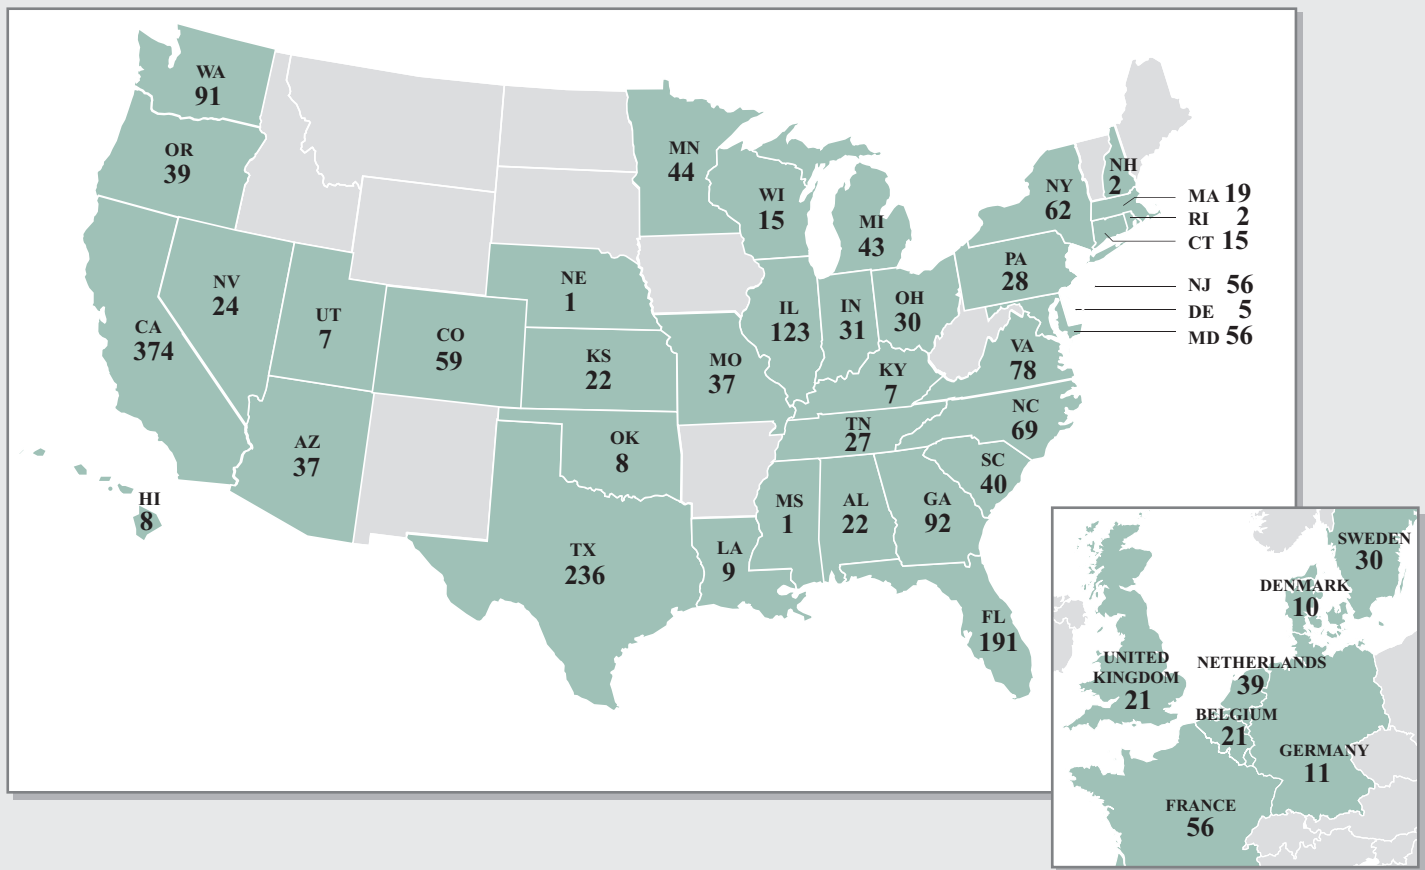 WA
91
OR
39
CA
374
NV
24
UT
7
AZ
37
CO
59
NE
1
KS
22
OK
8
TX
236
HI
8
MN
44
WI
15
MI
43
IL
123
IN
31
OH
30
MO
37
KY
7
TN
27
MS
1
AL
22
GA
92
LA
9
FL
191
SC
40
NC
69
VA
78
PA
28
NY
62
NH
2
MA 19
RI 2
CT 15
NJ 56
DE 5
MD 56
SWEDEN
30
DENMARK
10
UNITED
KINGDOM
21
NETHERLANDS
39
BELGIUM
21
GERMANY
11
FRANCE
56